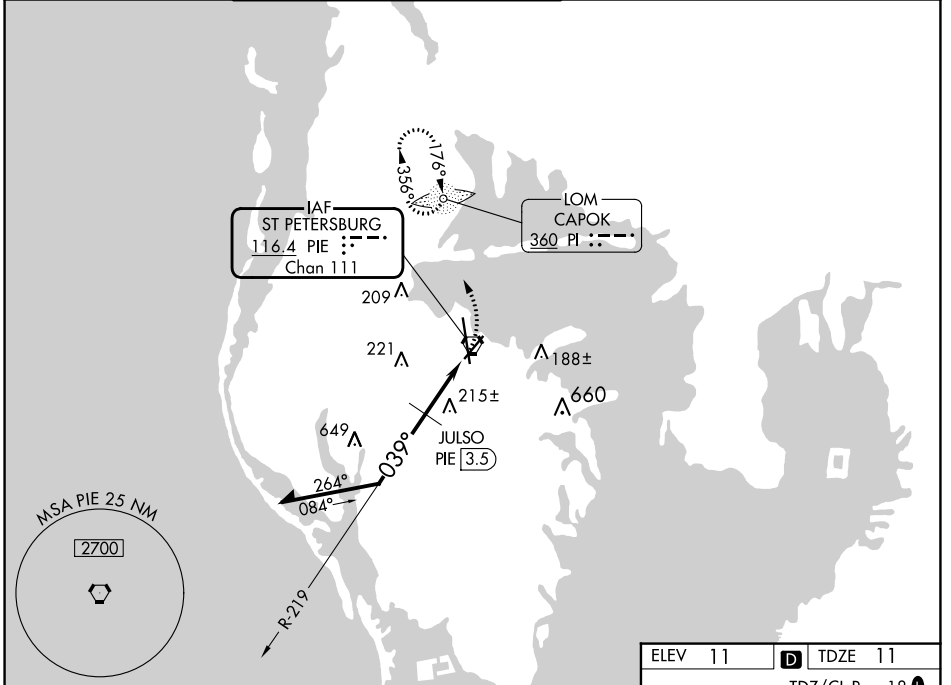 176°
356°
IAF
ST PETERSBURG
116.4 PIE
Chan 111
LOM
CAPOK
360 PI
209
221
188±
215±
660
649
JULSO
PIE 3.5
039°
264°
084°
MSA PIE 25 NM
2700
R-219
ELEV 11 D TDZE 11